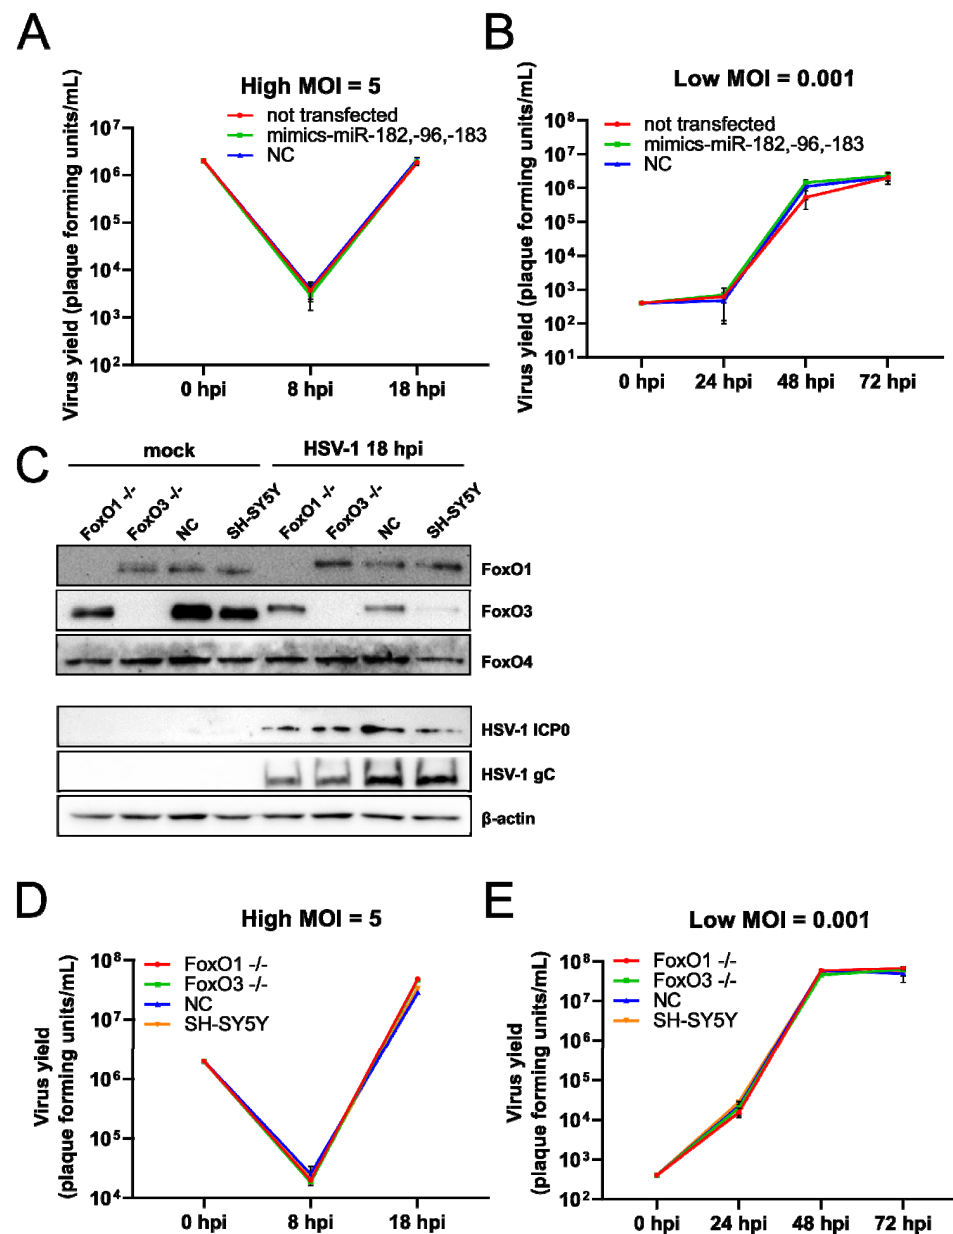 A
High MOI = 5
not transfected
mimics-miR-182,-96,-183
NC
Virus yield (plaque forming units/mL)
10⁷
10⁶
10⁵
10⁴
10³
10²
0 hpi 8 hpi 18 hpi
B
Low MOI = 0.001
not transfected
mimics-miR-182,-96,-183
NC
Virus yield (plaque forming units/mL)
10⁸
10⁷
10⁶
10⁵
10⁴
10³
10²
10¹
0 hpi 24 hpi 48 hpi 72 hpi
C
mock HSV-1 18 hpi
FoxO1 -/- FoxO3 -/- NC SH-SY5Y FoxO1 -/- FoxO3 -/- NC SH-SY5Y
FoxO1
FoxO3
FoxO4
HSV-1 ICP0
HSV-1 gC
β-actin
D
High MOI = 5
FoxO1 -/-
FoxO3 -/-
NC
SH-SY5Y
Virus yield
(plaque forming units/mL)
10⁸
10⁷
10⁶
10⁵
10⁴
0 hpi 8 hpi 18 hpi
E
Low MOI = 0.001
FoxO1 -/-
FoxO3 -/-
NC
SH-SY5Y
Virus yield
(plaque forming units/mL)
10⁸
10⁷
10⁶
10⁵
10⁴
10³
10²
0 hpi 24 hpi 48 hpi 72 hpi